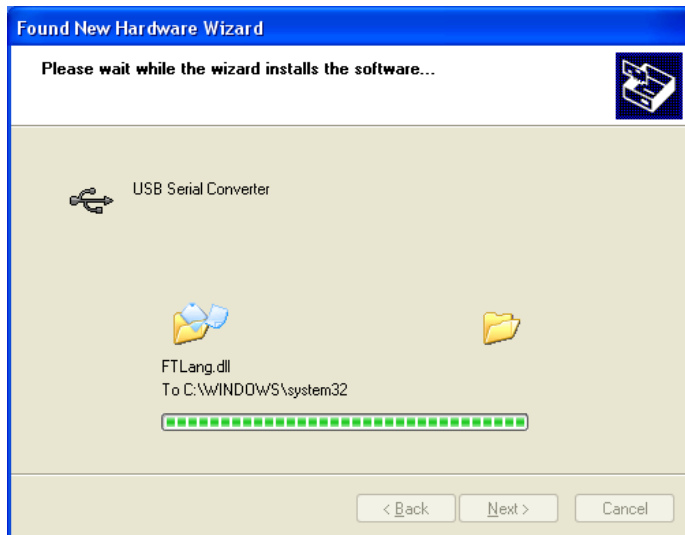 Found New Hardware Wizard
Please wait while the wizard installs the software...
USB Serial Converter
FTLang.dll
To C:\WINDOWS\system32
< Back
Next >
Cancel